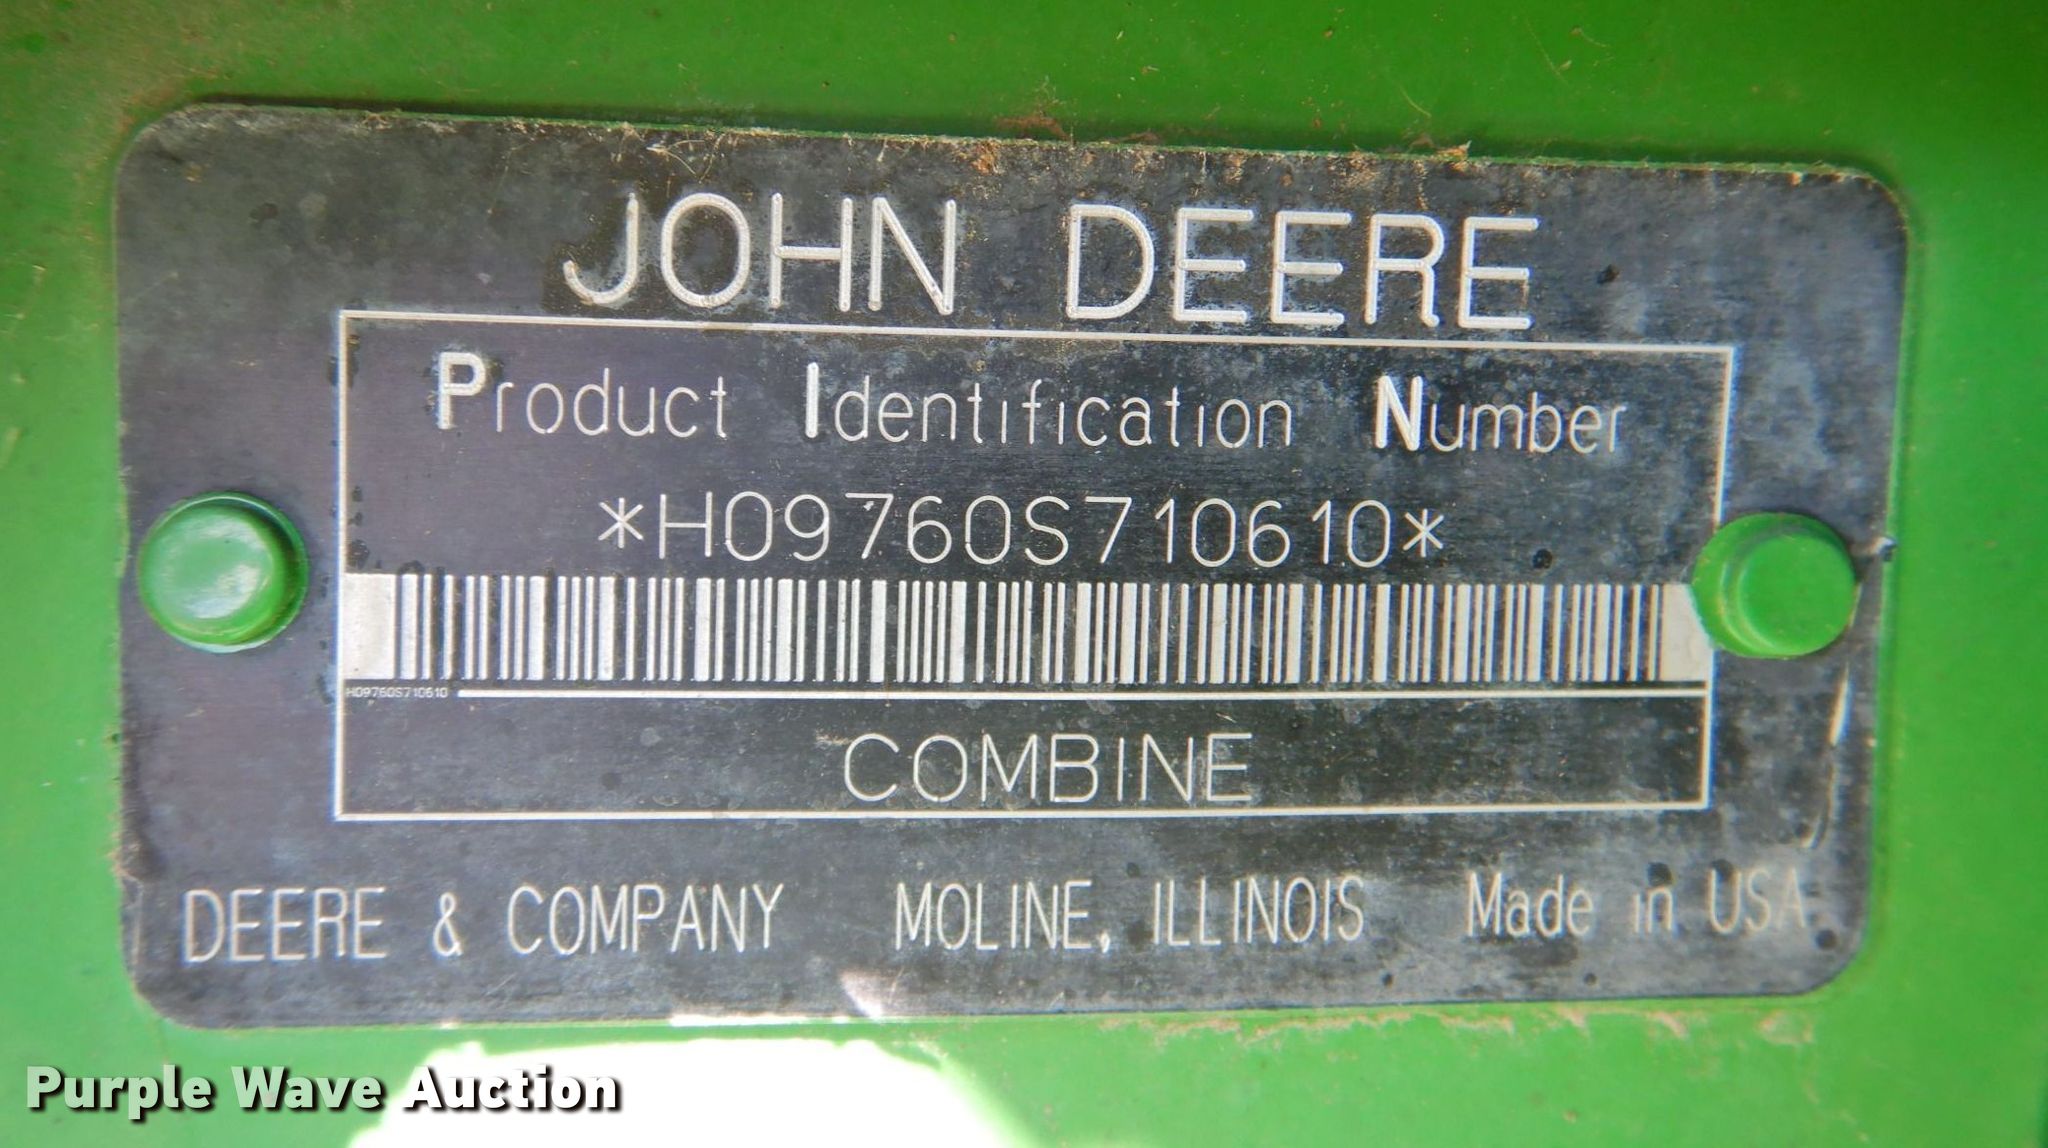 JOHN DEERE
Product Identification Number
*H09760S710610*
H09760S710610
COMBINE
DEERE & COMPANY MOLINE, ILLINOIS Made in USA
Purple Wave Auction